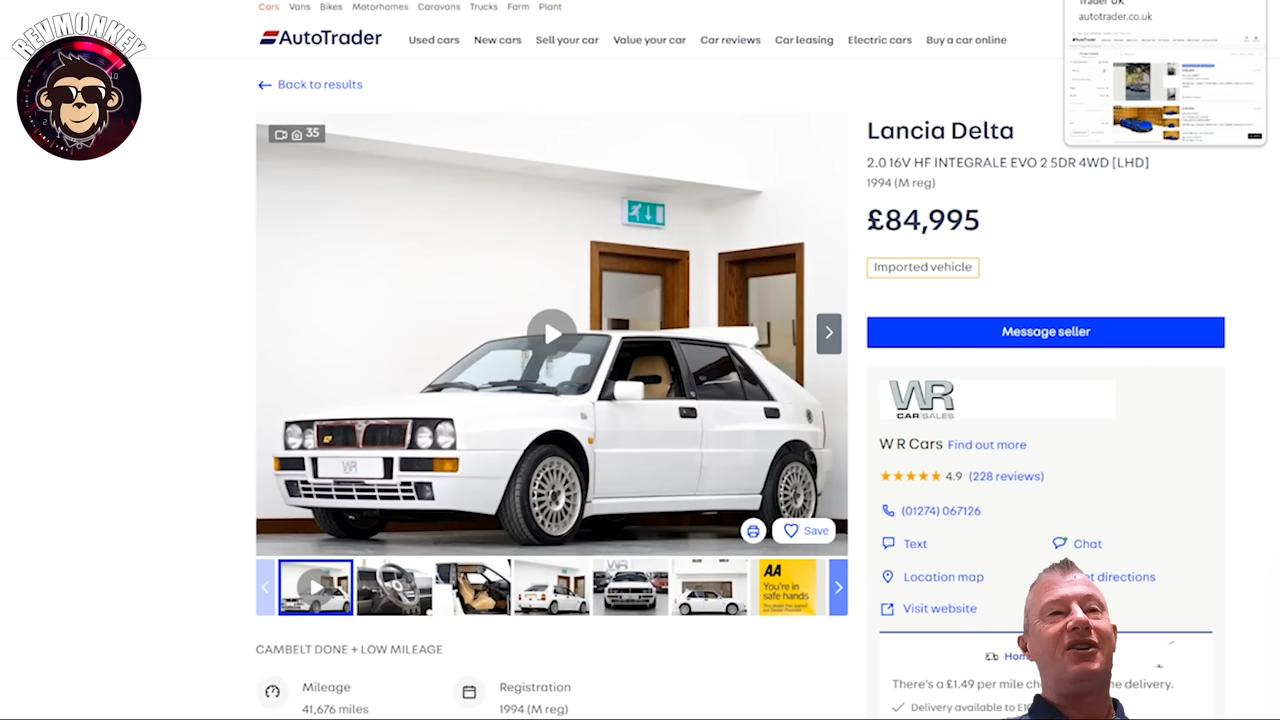 Cars Vans Bikes Motorhomes Caravans Trucks Farm Plant
REVMONKEY
AutoTrader Used cars New cars Sell your car Value your car Car reviews Car leasing Electric cars Buy a car online
Trader UK
autotrader.co.uk
← Back to results
35
Lancia Delta
2.0 16V HF INTEGRALE EVO 2 5DR 4WD [LHD]
1994 (M reg)
£84,995
Imported vehicle
Message seller
WR
CAR SALES
W R Cars Find out more
4.9 (228 reviews)
(01274) 067126
Text Chat
Location map et directions
Visit website
WR
Save
AA
You're in
safe hands
CAMBELT DONE + LOW MILEAGE
Mileage
41,676 miles
Registration
1994 (M reg)
There's a £1.49 per mile delivery.
Delivery available to